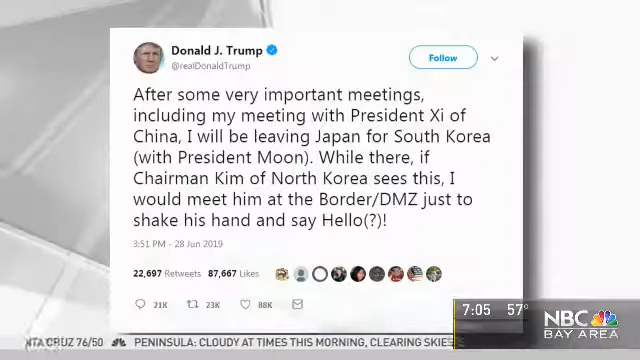 Donald J. Trump
@realDonaldTrump
Follow
After some very important meetings,
including my meeting with President Xi of
China, I will be leaving Japan for South Korea
(with President Moon). While there, if
Chairman Kim of North Korea sees this, I
would meet him at the Border/DMZ just to
shake his hand and say Hello(?)!
3:51 PM - 28 Jun 2019
22,697 Retweets 87,667 Likes
21K 23K 88K
7:05 57°
NBC
BAY AREA
NTA CRUZ 76/50 PENINSULA: CLOUDY AT TIMES THIS MORNING, CLEARING SKIES